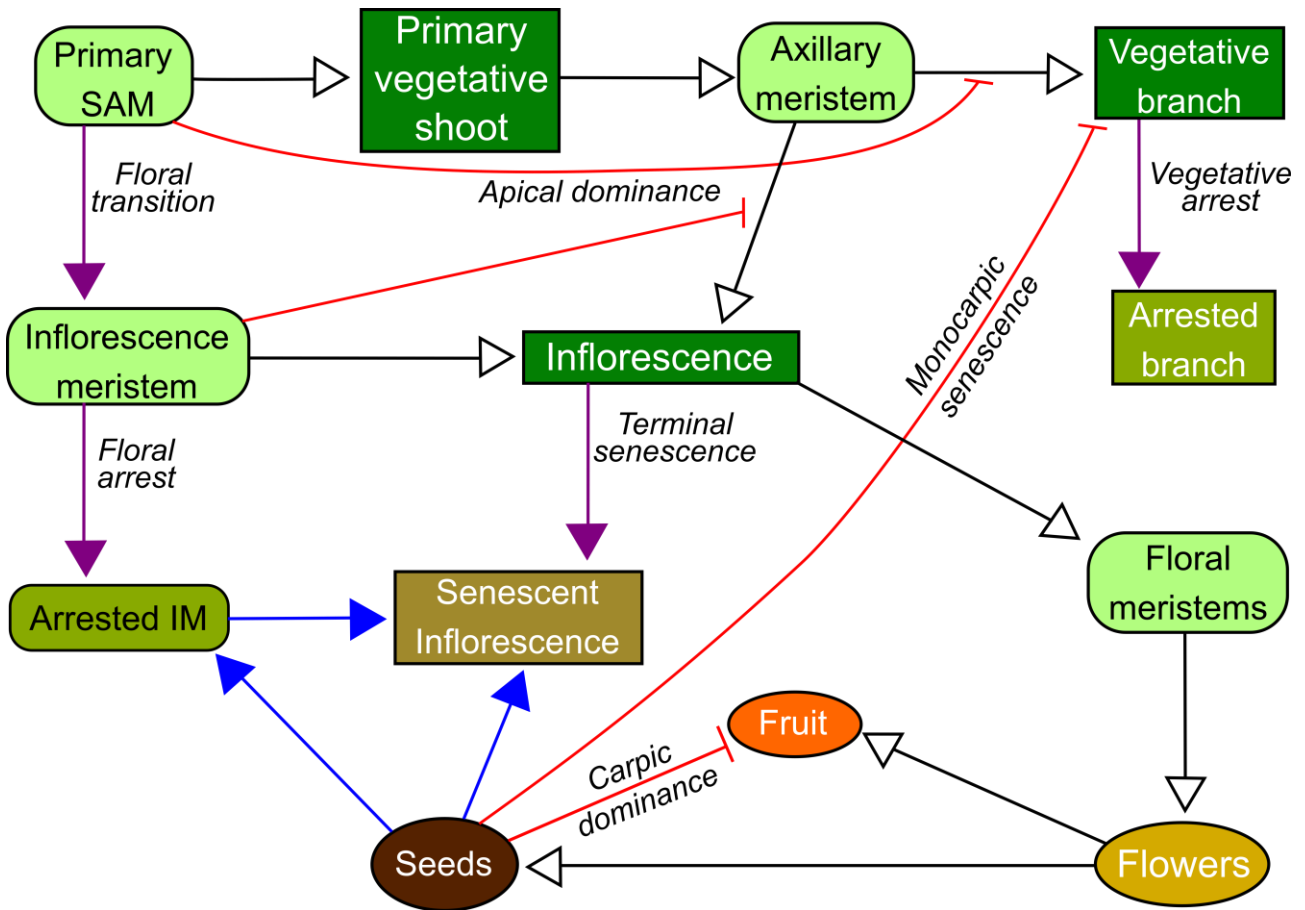 Primary
SAM
Primary
vegetative
shoot
Axillary
meristem
Vegetative
branch
Floral
transition
Apical dominance
Vegetative
arrest
Inflorescence
meristem
Inflorescence
Monocarpic
senescence
Arrested
branch
Floral
arrest
Terminal
senescence
Arrested IM
Senescent
Inflorescence
Floral
meristems
Fruit
Carpic
dominance
Seeds
Flowers